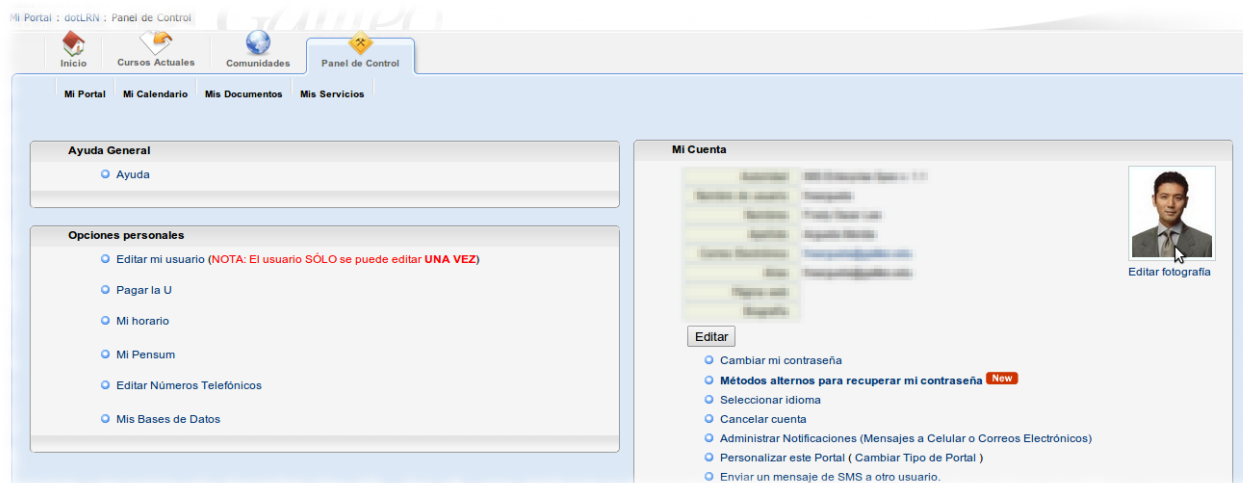 Mi Portal : dotLRN : Panel de Control
Inicio
Cursos Actuales
Comunidades
Panel de Control
Mi Portal Mi Calendario Mis Documentos Mis Servicios
Ayuda General
Ayuda
Opciones personales
Editar mi usuario (NOTA: El usuario SÓLO se puede editar UNA VEZ)
Pagar la U
Mi horario
Mi Pensum
Editar Números Telefónicos
Mis Bases de Datos
Mi Cuenta
Editar fotografía
Editar
Cambiar mi contraseña
Métodos alternos para recuperar mi contraseña New
Seleccionar idioma
Cancelar cuenta
Administrar Notificaciones (Mensajes a Celular o Correos Electrónicos)
Personalizar este Portal ( Cambiar Tipo de Portal )
Enviar un mensaje de SMS a otro usuario.